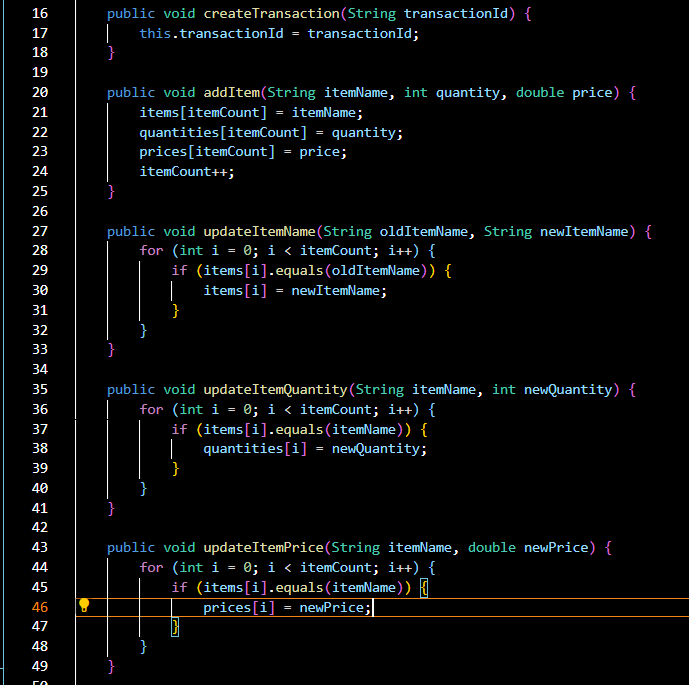 16 public void createTransaction(String transactionId) {
17 this.transactionId = transactionId;
18 }
19
20 public void addItem(String itemName, int quantity, double price) {
21 items[itemCount] = itemName;
22 quantities[itemCount] = quantity;
23 prices[itemCount] = price;
24 itemCount++;
25 }
26
27 public void updateItemName(String oldItemName, String newItemName) {
28 for (int i = 0; i < itemCount; i++) {
29 if (items[i].equals(oldItemName)) {
30 items[i] = newItemName;
31 }
32 }
33 }
34
35 public void updateItemQuantity(String itemName, int newQuantity) {
36 for (int i = 0; i < itemCount; i++) {
37 if (items[i].equals(itemName)) {
38 quantities[i] = newQuantity;
39 }
40 }
41 }
42
43 public void updateItemPrice(String itemName, double newPrice) {
44 for (int i = 0; i < itemCount; i++) {
45 if (items[i].equals(itemName)) {
46 prices[i] = newPrice;
47 }
48 }
49 }